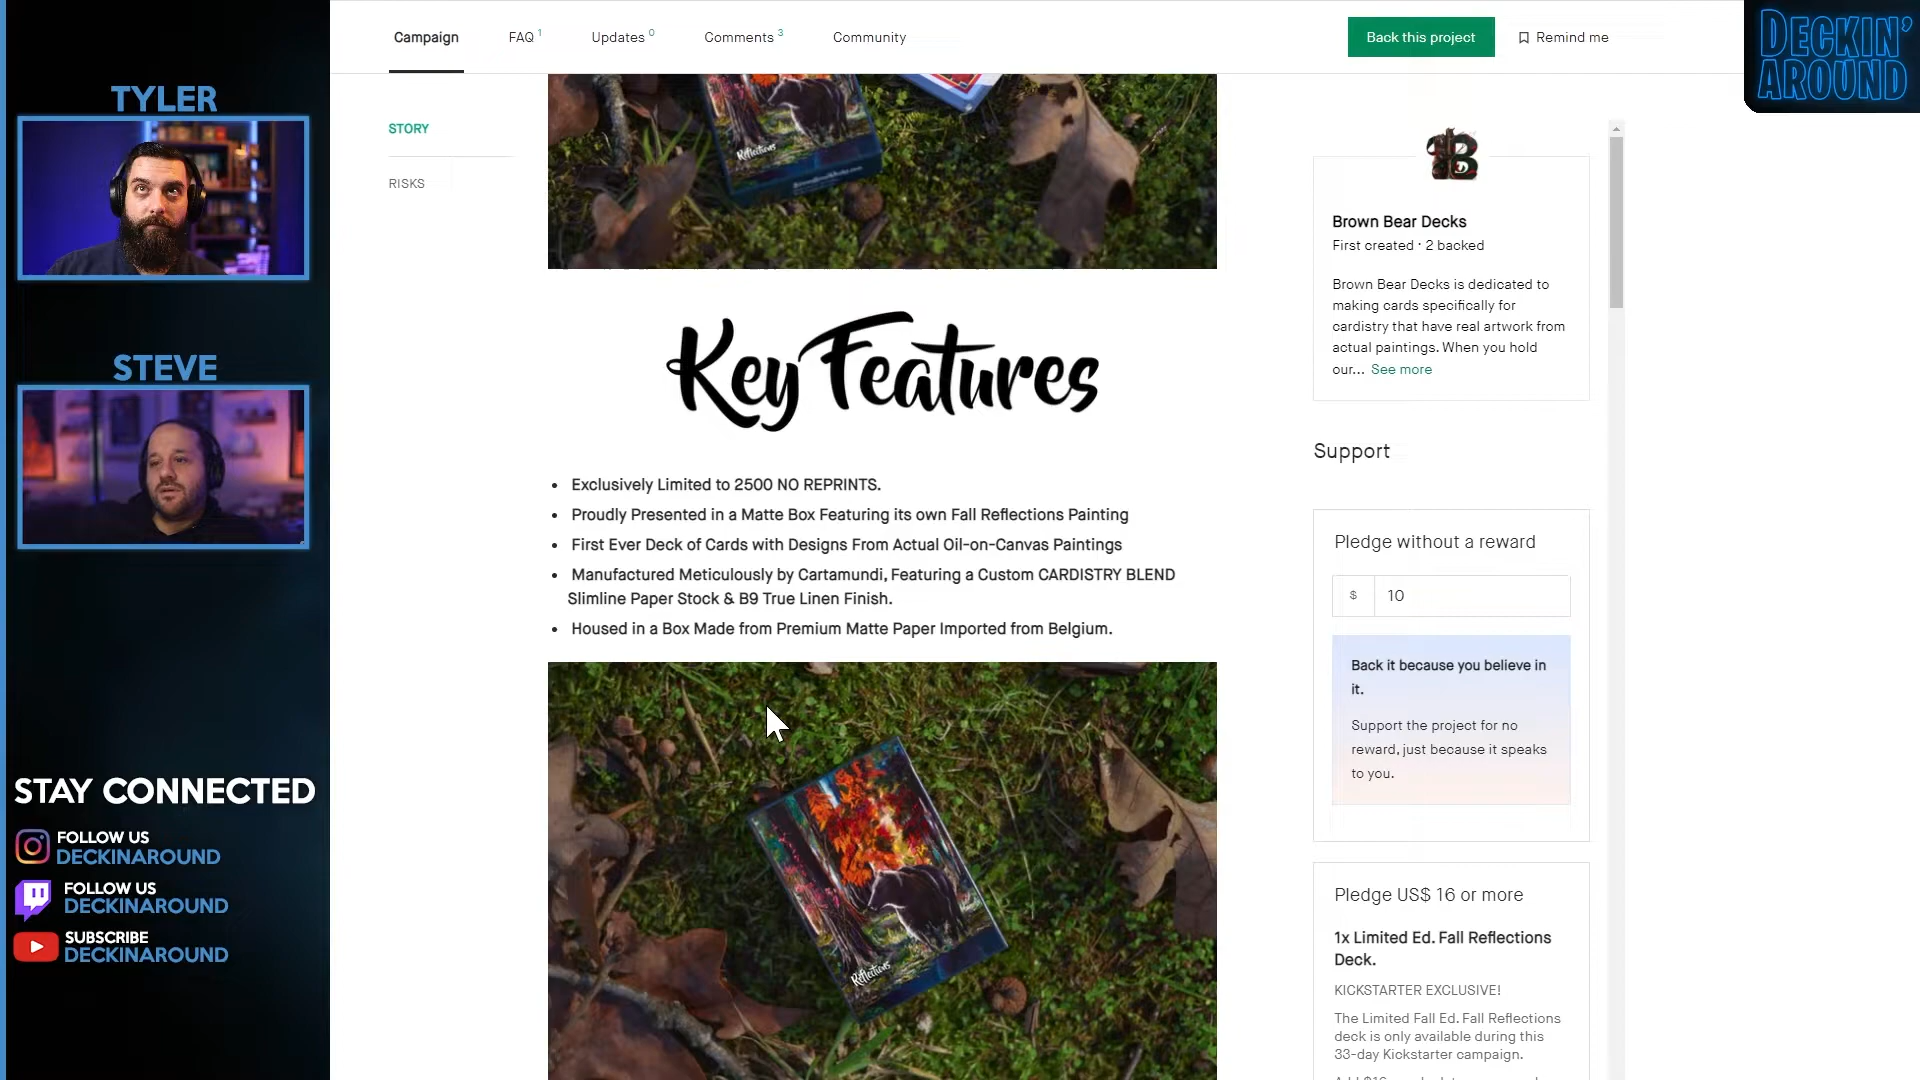 Campaign
FAQ 1
Updates 0
Comments 3
Community
Back this project
Remind me
DECKIN'
AROUND
TYLER
STEVE
STAY CONNECTED
FOLLOW US
DECKINAROUND
FOLLOW US
DECKINAROUND
SUBSCRIBE
DECKINAROUND
STORY
RISKS
Reflections
Key Features
• Exclusively Limited to 2500 NO REPRINTS.
• Proudly Presented in a Matte Box Featuring its own Fall Reflections Painting
• First Ever Deck of Cards with Designs From Actual Oil-on-Canvas Paintings
• Manufactured Meticulously by Cartamundi, Featuring a Custom CARDISTRY BLEND
Slimline Paper Stock & B9 True Linen Finish.
• Housed in a Box Made from Premium Matte Paper Imported from Belgium.
Reflections
Brown Bear Decks
First created · 2 backed
Brown Bear Decks is dedicated to
making cards specifically for
cardistry that have real artwork from
actual paintings. When you hold
our... See more
Support
Pledge without a reward
$ 10
Back it because you believe in
it.
Support the project for no
reward, just because it speaks
to you.
Pledge US$ 16 or more
1x Limited Ed. Fall Reflections
Deck.
KICKSTARTER EXCLUSIVE!
The Limited Fall Ed. Fall Reflections
deck is only available during this
33-day Kickstarter campaign.